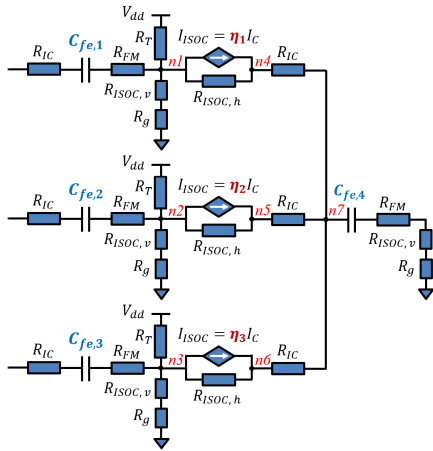 V_dd
C_fe,1 R_T I_ISOC = η_1 I_C
R_IC R_FM n1 n4 R_IC
R_ISOC,v R_ISOC,h
R_g
V_dd
C_fe,2 R_T I_ISOC = η_2 I_C
R_IC R_FM n2 n5 R_IC n7 C_fe,4 R_FM
R_ISOC,v R_ISOC,h R_ISOC,v
R_g R_g
V_dd
C_fe,3 R_T I_ISOC = η_3 I_C
R_IC R_FM n3 n6 R_IC
R_ISOC,v R_ISOC,h
R_g